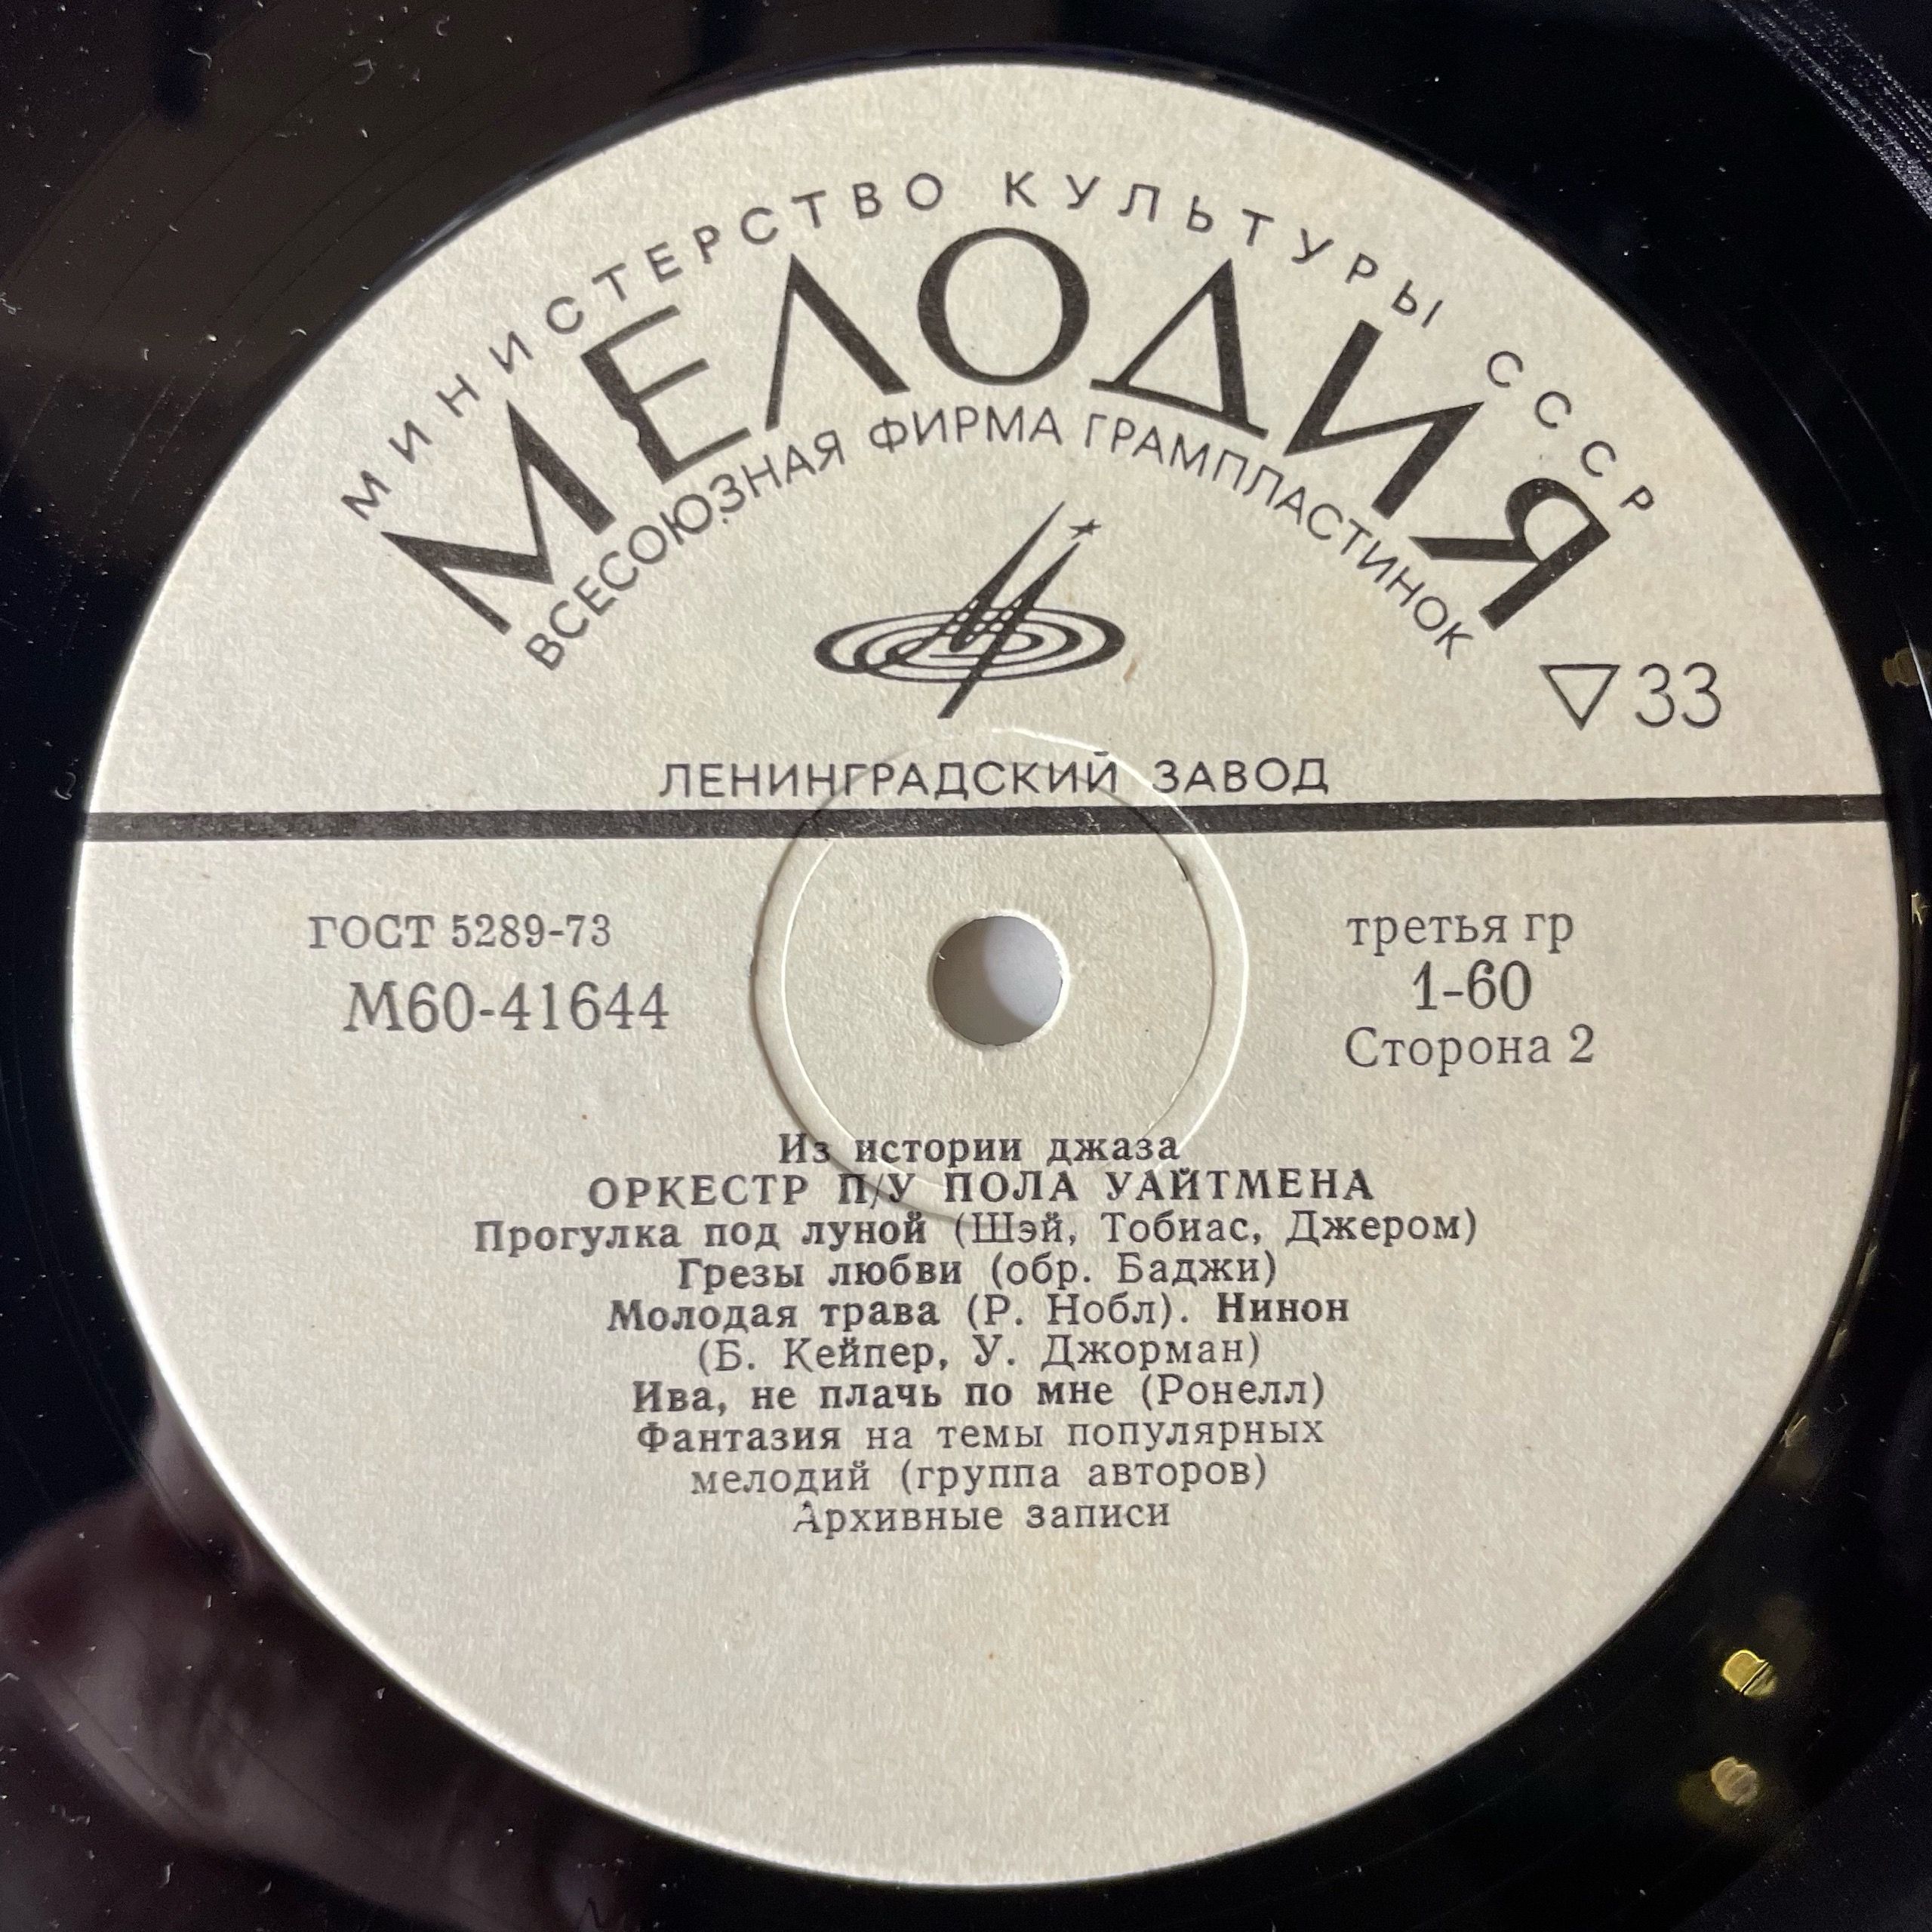 МИНИСТЕРСТВО КУЛЬТУРЫ СССР
МЕЛОДИЯ
ВСЕСОЮЗНАЯ ФИРМА ГРАМПЛАСТИНОК
33
ЛЕНИНГРАДСКИЙ ЗАВОД
ГОСТ 5289-73
М60-41644
третья гр
1-60
Сторона 2
Из истории джаза
ОРКЕСТР П/У ПОЛА УАЙТМЕНА
Прогулка под луной (Шэй, Тобиас, Джером)
Грезы любви (обр. Баджи)
Молодая трава (Р. Нобл). Нинон
(Б. Кейпер, У. Джорман)
Ива, не плачь по мне (Ронелл)
Фантазия на темы популярных
мелодий (группа авторов)
Архивные записи